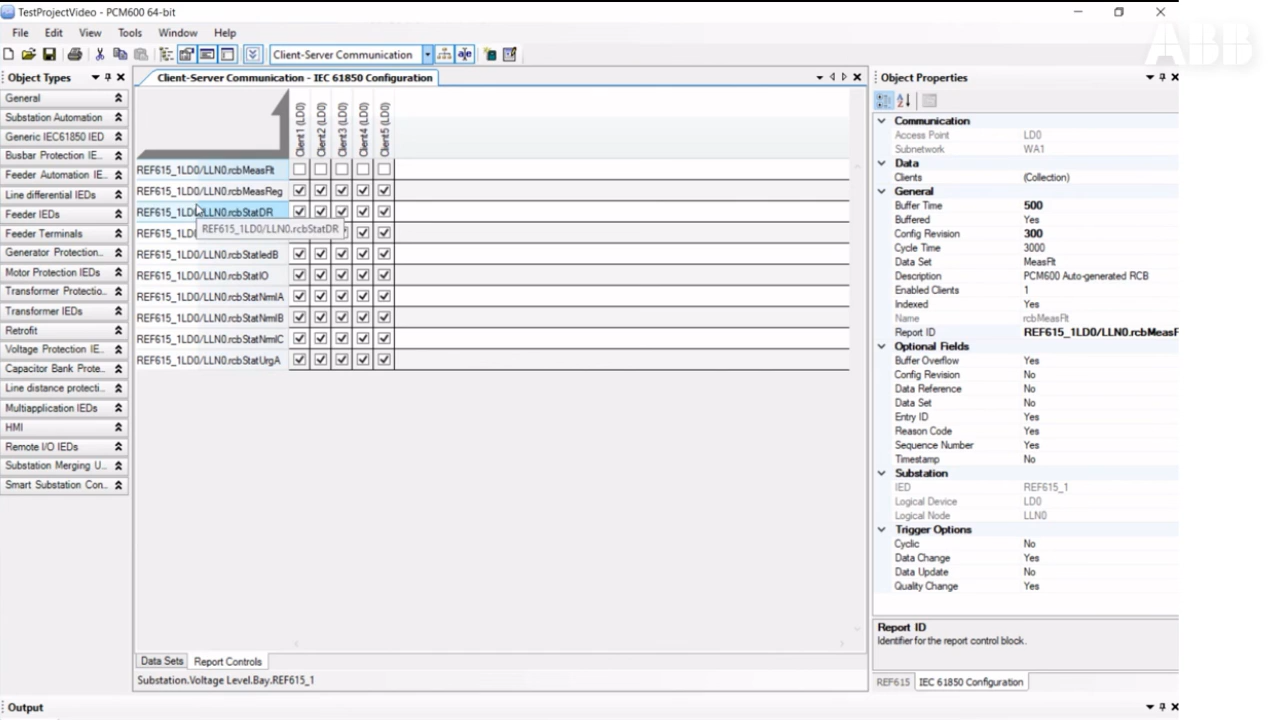 TestProjectVideo - PCM600 64-bit
ABB
File Edit View Tools Window Help
Client-Server Communication
Object Types
General
Substation Automation
Generic IEC61850 IED
Busbar Protection IE...
Feeder Automation IE...
Line differential IEDs
Feeder IEDs
Feeder Terminals
Generator Protection...
Motor Protection IEDs
Transformer Protectio...
Transformer IEDs
Retrofit
Voltage Protection IE...
Capacitor Bank Prote...
Line distance protecti...
Multiapplication IEDs
HMI
Remote I/O IEDs
Substation Merging U...
Smart Substation Con...
Client-Server Communication - IEC 61850 Configuration
Client1 (LD0)
Client2 (LD0)
Client3 (LD0)
Client4 (LD0)
Client5 (LD0)
REF615_1LD0/LLN0.rcbMeasFlt
REF615_1LD0/LLN0.rcbMeasReg
REF615_1LD0/LLN0.rcbStatDR
REF615_1LD0/LLN0.rcbStatDR
REF615_1LD
REF615_1LD0/LLN0.rcbStatledB
REF615_1LD0/LLN0.rcbStatIO
REF615_1LD0/LLN0.rcbStatNrmlA
REF615_1LD0/LLN0.rcbStatNrmlB
REF615_1LD0/LLN0.rcbStatNrmlC
REF615_1LD0/LLN0.rcbStatUrgA
Data Sets Report Controls
Substation.Voltage Level.Bay.REF615_1
Object Properties
Communication
Access Point LD0
Subnetwork WA1
Data
Clients (Collection)
General
Buffer Time 500
Buffered Yes
Config Revision 300
Cycle Time 3000
Data Set MeasFlt
Description PCM600 Auto-generated RCB
Enabled Clients 1
Indexed Yes
Name rcbMeasFlt
Report ID REF615_1LD0/LLN0.rcbMeasF
Optional Fields
Buffer Overflow Yes
Config Revision No
Data Reference No
Data Set No
Entry ID Yes
Reason Code Yes
Sequence Number Yes
Timestamp No
Substation
IED REF615_1
Logical Device LD0
Logical Node LLN0
Trigger Options
Cyclic No
Data Change Yes
Data Update No
Quality Change Yes
Report ID
Identifier for the report control block.
REF615 IEC 61850 Configuration
Output